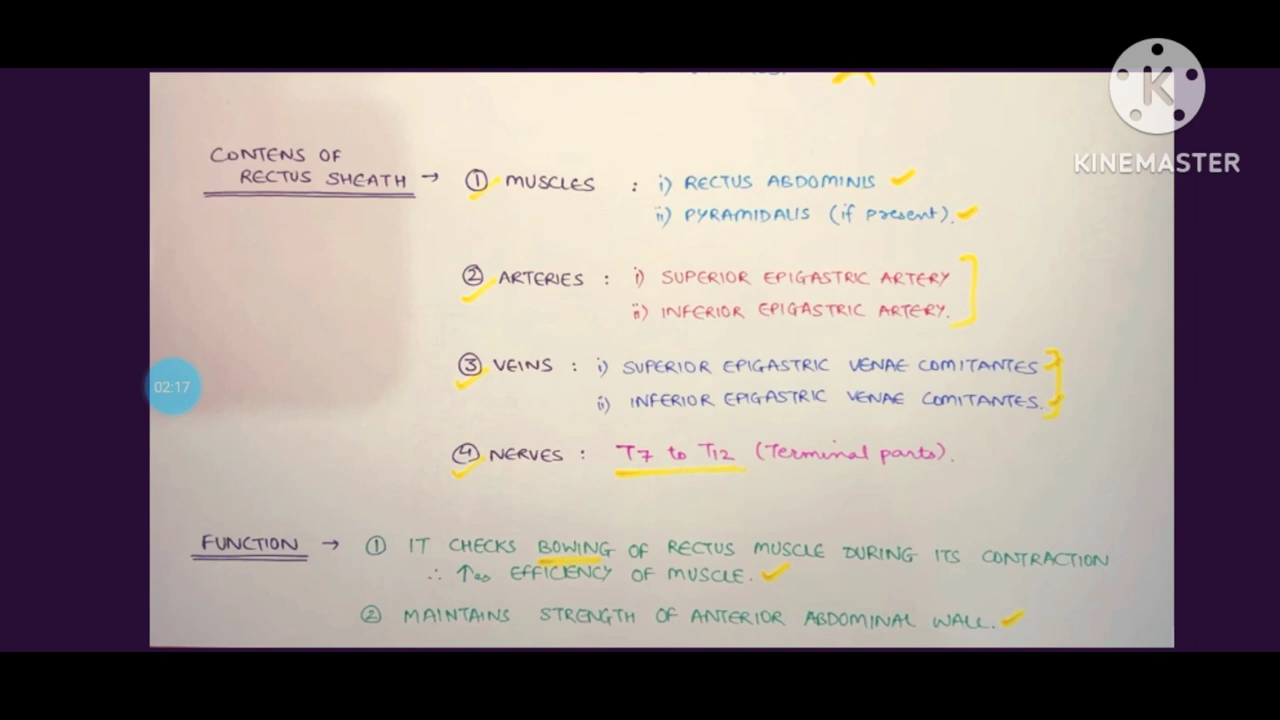 K
KINEMASTER
CONTENS OF
RECTUS SHEATH → ① MUSCLES : i) RECTUS ABDOMINIS
ii) PYRAMIDALIS (if present).
② ARTERIES : i) SUPERIOR EPIGASTRIC ARTERY
ii) INFERIOR EPIGASTRIC ARTERY.
③ VEINS : i) SUPERIOR EPIGASTRIC VENAE COMITANTES
ii) INFERIOR EPIGASTRIC VENAE COMITANTES.
02:17
④ NERVES : T7 to T12 (Terminal parts).
FUNCTION → ① IT CHECKS BOWING OF RECTUS MUSCLE DURING ITS CONTRACTION
∴ ↑es EFFICIENCY OF MUSCLE.
② MAINTAINS STRENGTH OF ANTERIOR ABDOMINAL WALL.